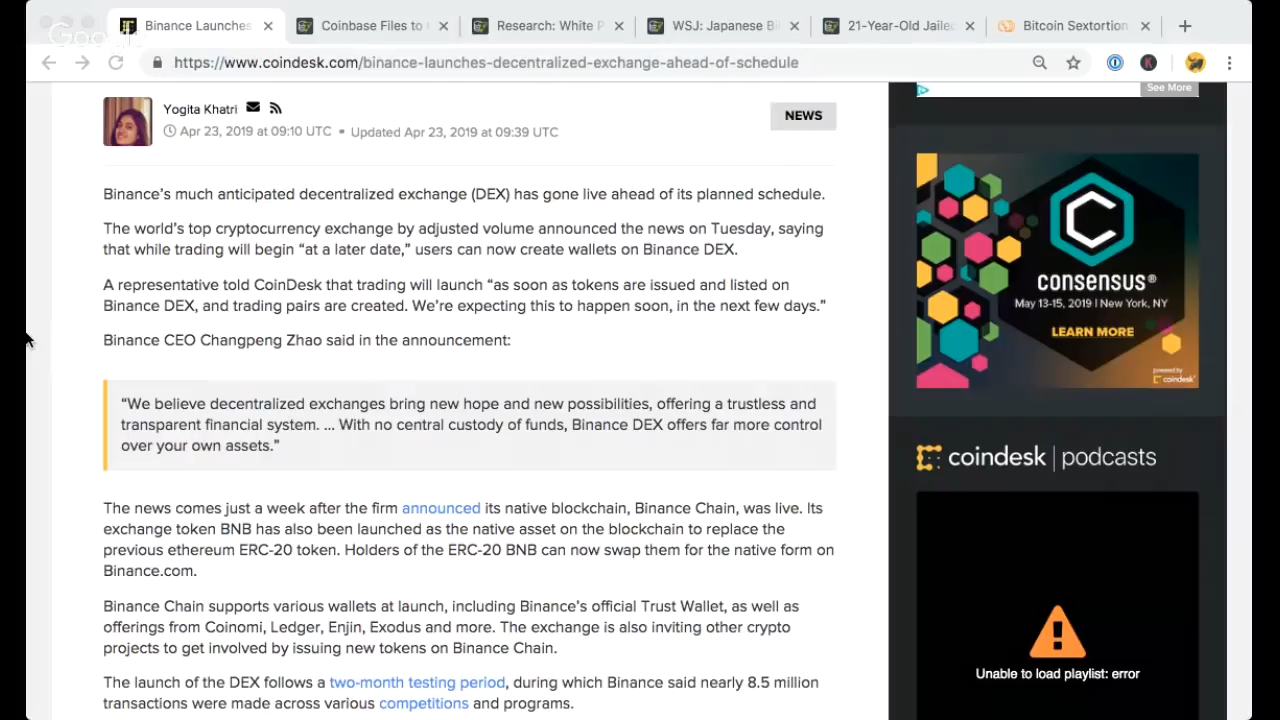 Google
Binance Launches
Coinbase Files to
Research: White P
WSJ: Japanese Bi
21-Year-Old Jailed
Bitcoin Sextortion
https://www.coindesk.com/binance-launches-decentralized-exchange-ahead-of-schedule
Yogita Khatri
Apr 23, 2019 at 09:10 UTC • Updated Apr 23, 2019 at 09:39 UTC
NEWS
Binance’s much anticipated decentralized exchange (DEX) has gone live ahead of its planned schedule.
The world’s top cryptocurrency exchange by adjusted volume announced the news on Tuesday, saying
that while trading will begin “at a later date,” users can now create wallets on Binance DEX.
A representative told CoinDesk that trading will launch “as soon as tokens are issued and listed on
Binance DEX, and trading pairs are created. We’re expecting this to happen soon, in the next few days.”
Binance CEO Changpeng Zhao said in the announcement:
“We believe decentralized exchanges bring new hope and new possibilities, offering a trustless and
transparent financial system. … With no central custody of funds, Binance DEX offers far more control
over your own assets.”
The news comes just a week after the firm announced its native blockchain, Binance Chain, was live. Its
exchange token BNB has also been launched as the native asset on the blockchain to replace the
previous ethereum ERC-20 token. Holders of the ERC-20 BNB can now swap them for the native form on
Binance.com.
Binance Chain supports various wallets at launch, including Binance’s official Trust Wallet, as well as
offerings from Coinomi, Ledger, Enjin, Exodus and more. The exchange is also inviting other crypto
projects to get involved by issuing new tokens on Binance Chain.
The launch of the DEX follows a two-month testing period, during which Binance said nearly 8.5 million
transactions were made across various competitions and programs.
See More
CONSENSUS®
May 13-15, 2019 | New York, NY
LEARN MORE
powered by
coindesk
coindesk | podcasts
Unable to load playlist: error